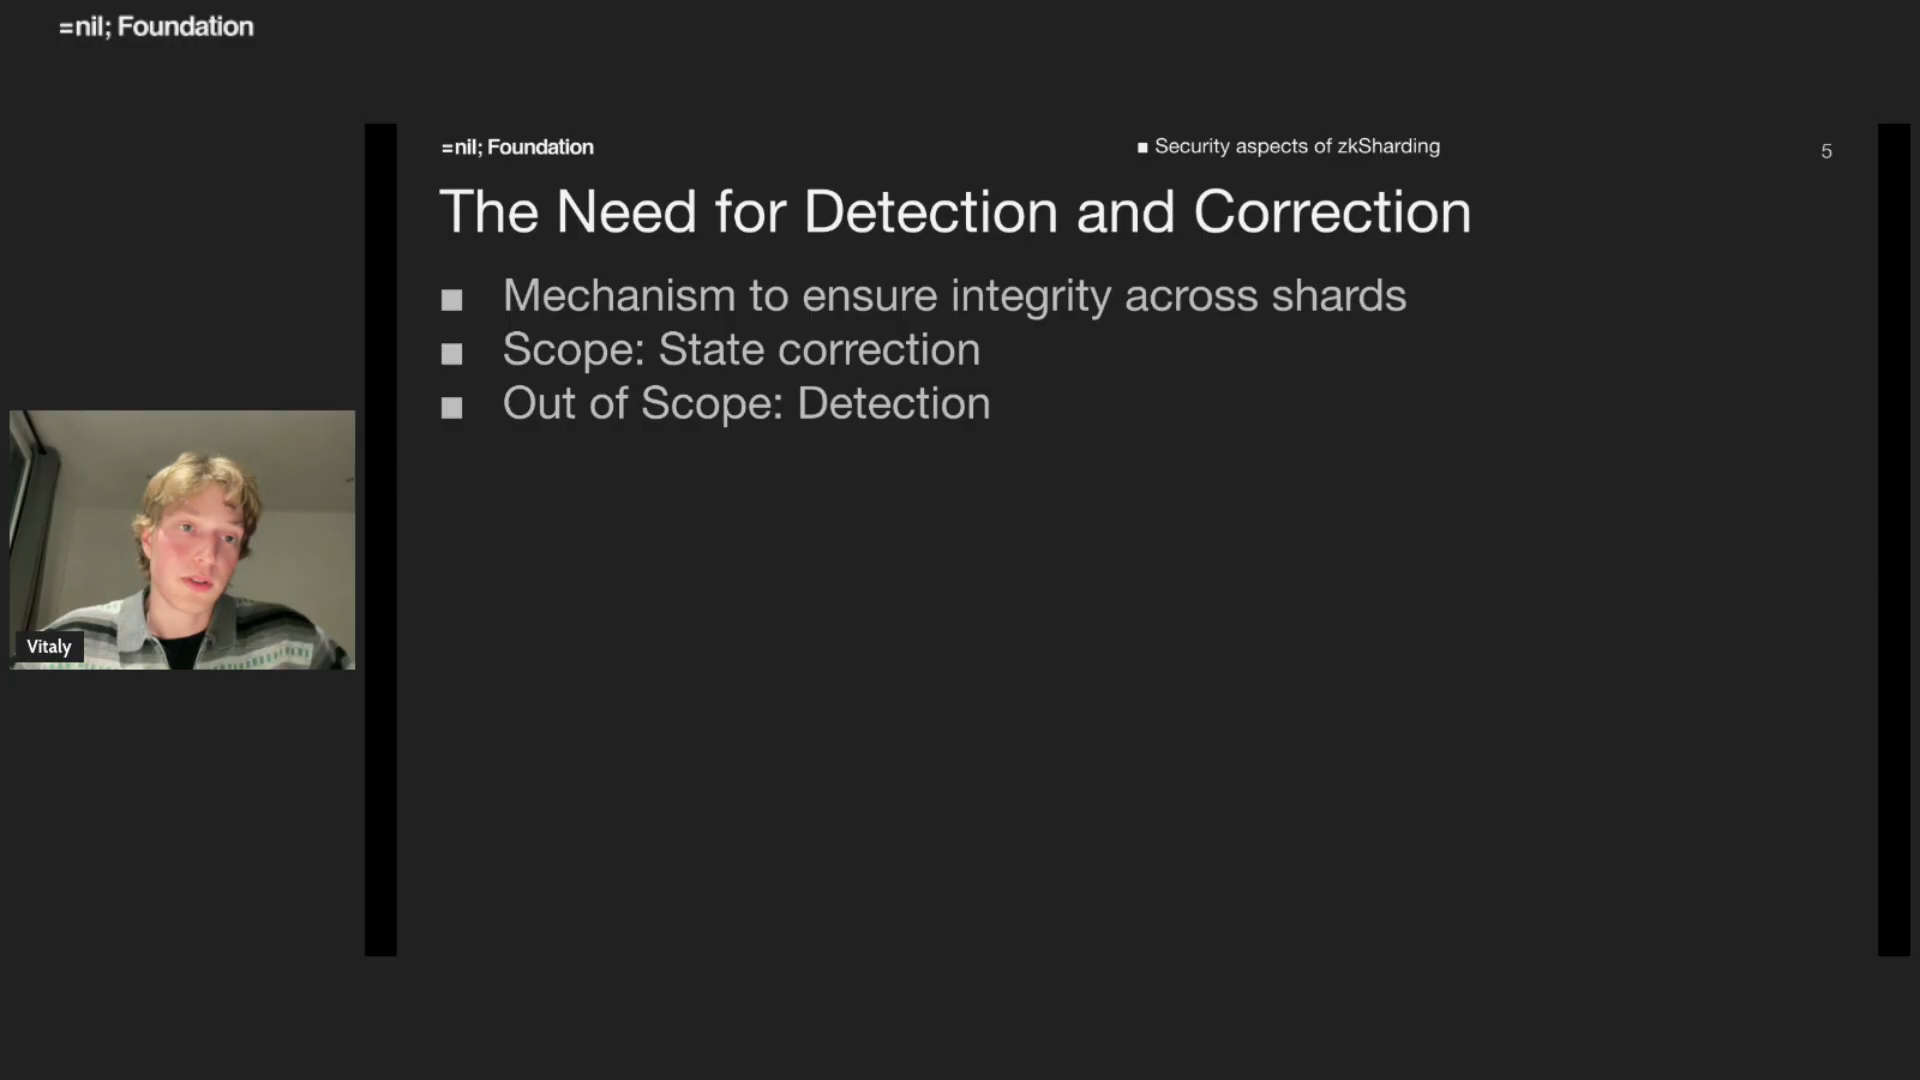 =nil; Foundation
=nil; Foundation
■ Security aspects of zkSharding
5
The Need for Detection and Correction
■ Mechanism to ensure integrity across shards
■ Scope: State correction
■ Out of Scope: Detection
Vitaly